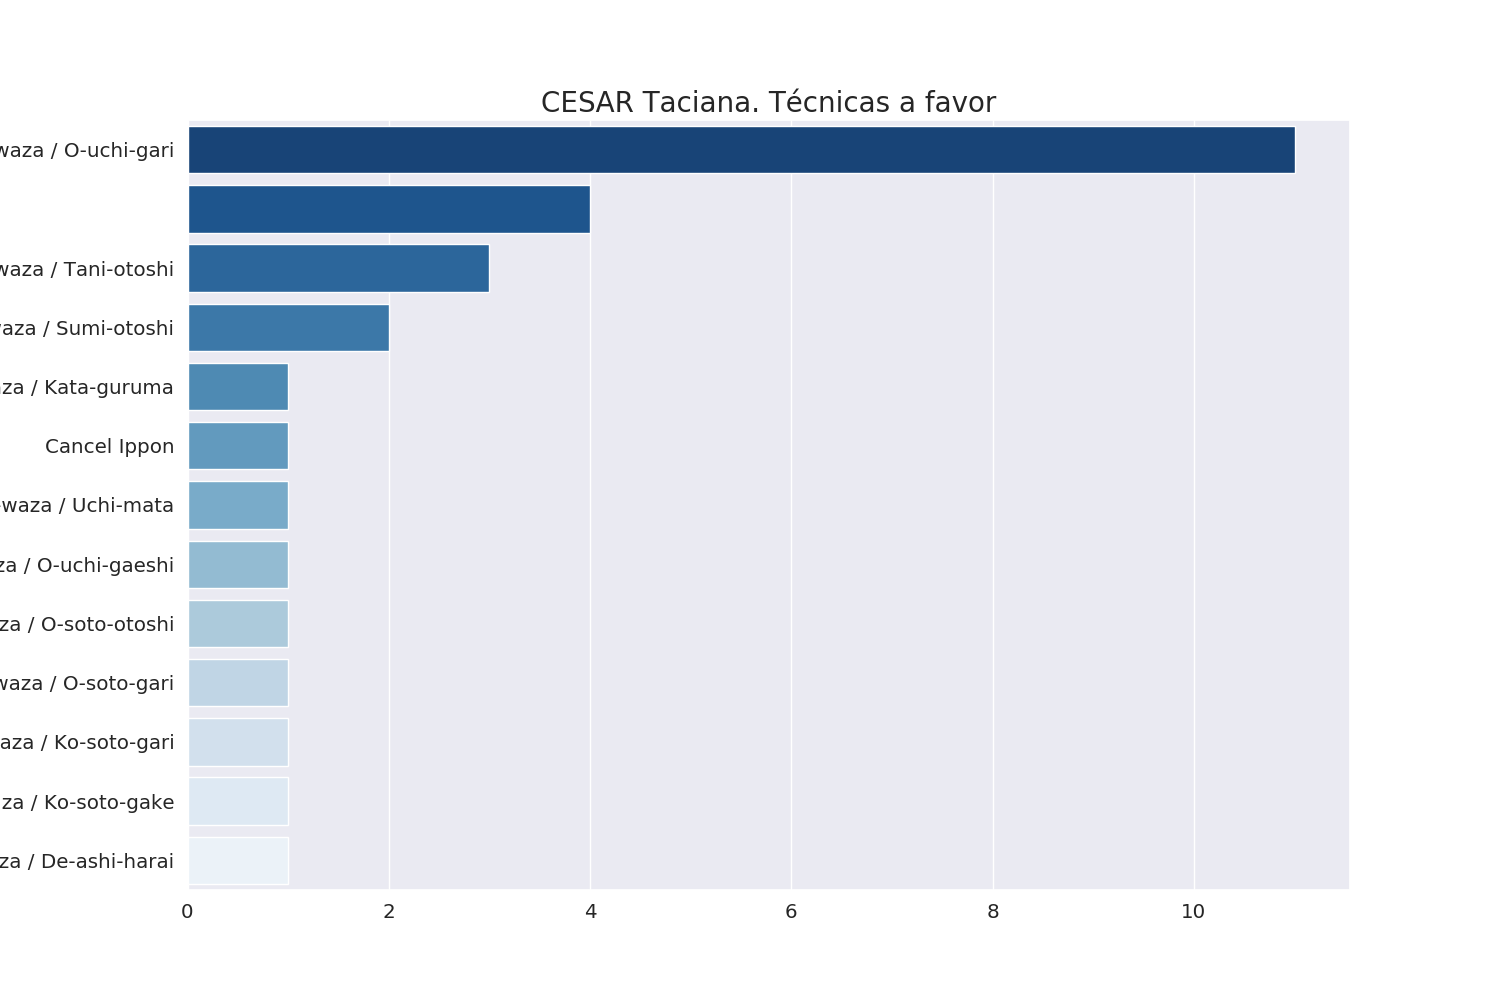 CESAR Taciana. Técnicas a favor
waza / O-uchi-gari
waza / Tani-otoshi
waza / Sumi-otoshi
za / Kata-guruma
Cancel Ippon
waza / Uchi-mata
za / O-uchi-gaeshi
za / O-soto-otoshi
waza / O-soto-gari
aza / Ko-soto-gari
za / Ko-soto-gake
za / De-ashi-harai
0 2 4 6 8 10